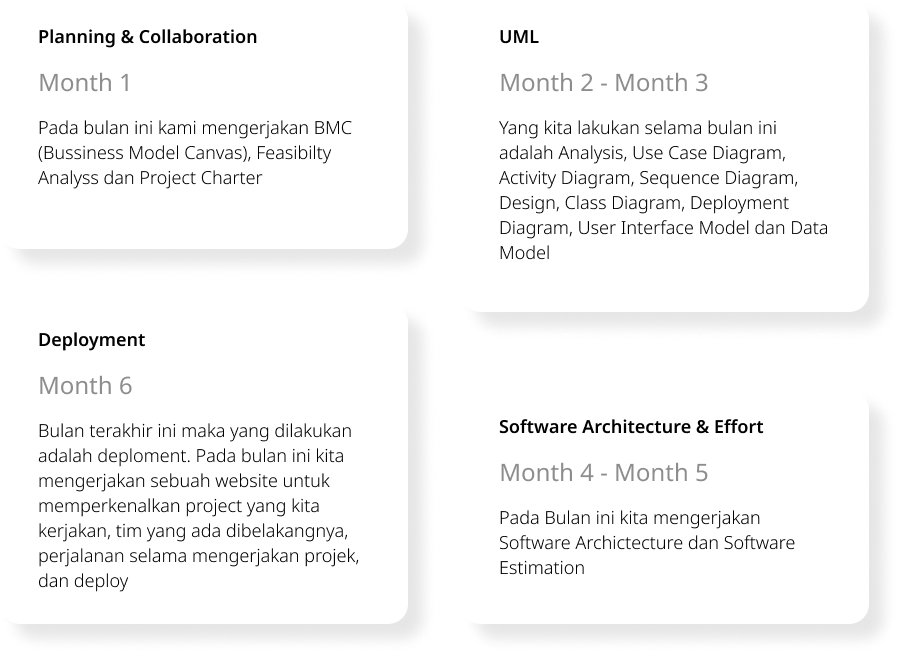 Planning & Collaboration
Month 1
Pada bulan ini kami mengerjakan BMC
(Bussiness Model Canvas), Feasibilty
Analyss dan Project Charter
UML
Month 2 - Month 3
Yang kita lakukan selama bulan ini
adalah Analysis, Use Case Diagram,
Activity Diagram, Sequence Diagram,
Design, Class Diagram, Deployment
Diagram, User Interface Model dan Data
Model
Deployment
Month 6
Bulan terakhir ini maka yang dilakukan
adalah deploment. Pada bulan ini kita
mengerjakan sebuah website untuk
memperkenalkan project yang kita
kerjakan, tim yang ada dibelakangnya,
perjalanan selama mengerjakan projek,
dan deploy
Software Architecture & Effort
Month 4 - Month 5
Pada Bulan ini kita mengerjakan
Software Archictecture dan Software
Estimation